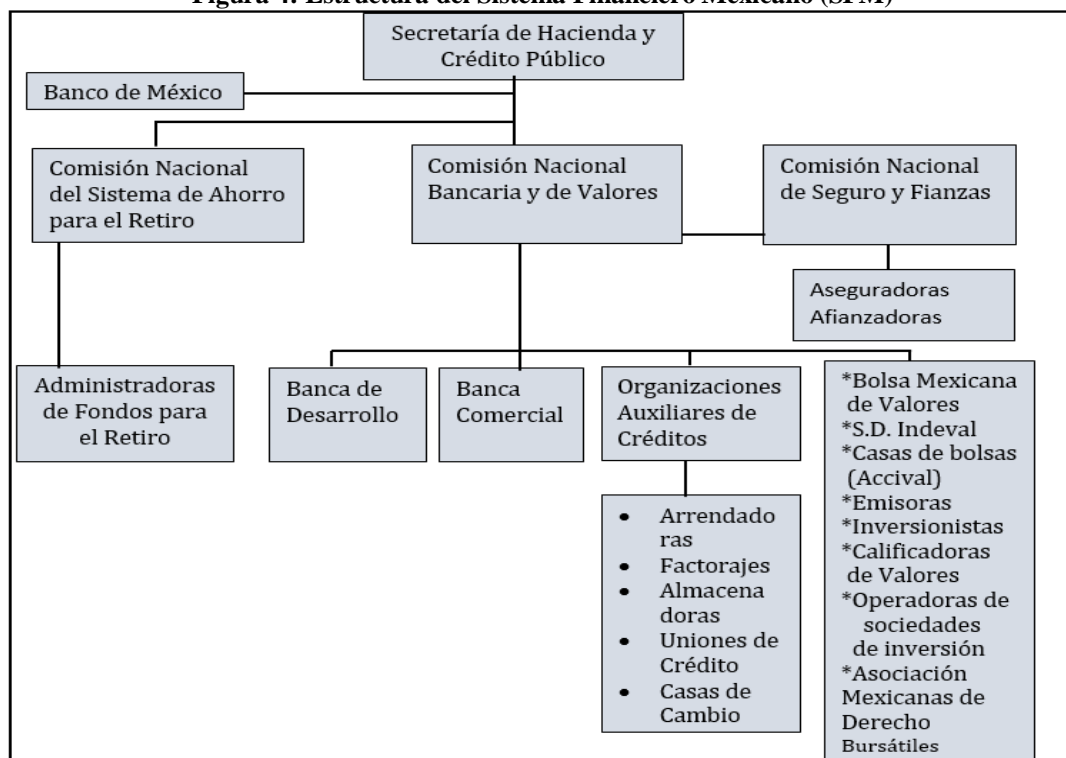 Figura 4. Estructura del Sistema Financiero Mexicano (SFM)
Secretaría de Hacienda y
Crédito Público
Banco de México
Comisión Nacional
del Sistema de Ahorro
para el Retiro
Comisión Nacional
Bancaria y de Valores
Comisión Nacional
de Seguro y Fianzas
Aseguradoras
Afianzadoras
Administradoras
de Fondos para
el Retiro
Banca de
Desarrollo
Banca
Comercial
Organizaciones
Auxiliares de
Créditos
• Arrendado
ras
• Factorajes
• Almacena
doras
• Uniones de
Crédito
• Casas de
Cambio
*Bolsa Mexicana
de Valores
*S.D. Indeval
*Casas de bolsas
(Accival)
*Emisoras
*Inversionistas
*Calificadoras
de Valores
*Operadoras de
sociedades
de inversión
*Asociación
Mexicanas de
Derecho
Bursátiles